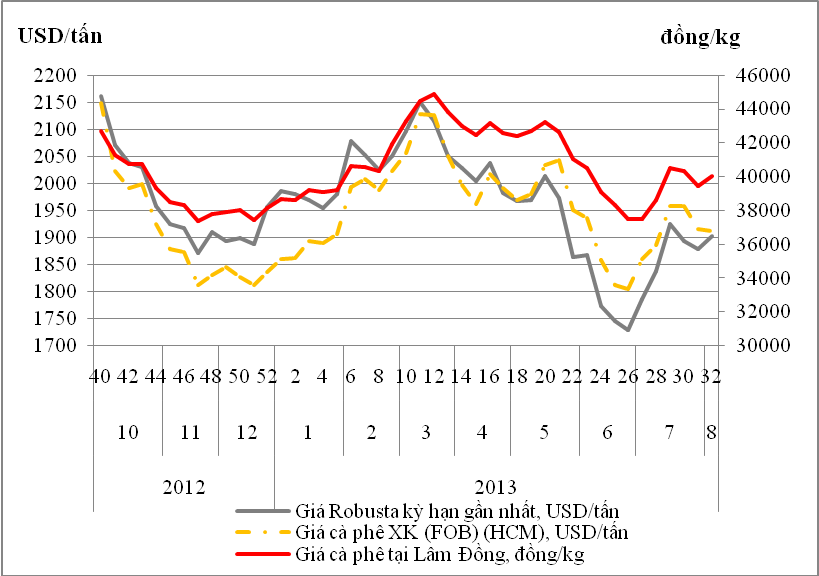 USD/tấn đồng/kg
2200 46000
2150 44000
2100 42000
2050 40000
2000 38000
1950 36000
1900 34000
1850 32000
1800 30000
1750
1700
40 42 44 46 48 50 52 2 4 6 8 10 12 14 16 18 20 22 24 26 28 30 32
10 11 12 1 2 3 4 5 6 7 8
2012 2013
Giá Robusta kỳ hạn gần nhất, USD/tấn
Giá cà phê XK (FOB) (HCM), USD/tấn
Giá cà phê tại Lâm Đồng, đồng/kg